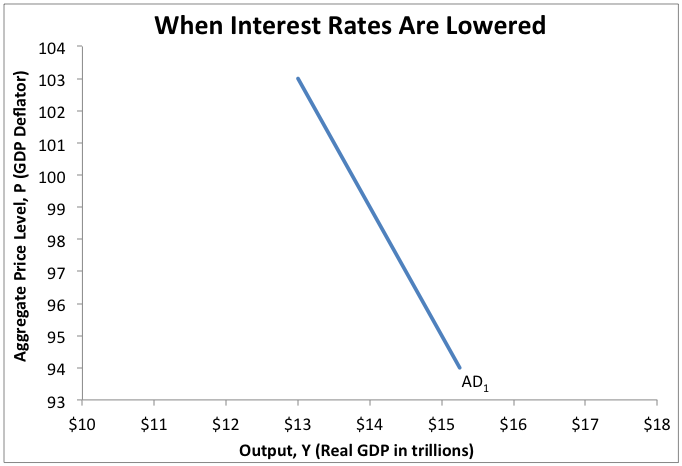 When Interest Rates Are Lowered
Aggregate Price Level, P (GDP Deflator)
104
103
102
101
100
99
98
97
96
95
94
93
AD₁
$10 $11 $12 $13 $14 $15 $16 $17 $18
Output, Y (Real GDP in trillions)